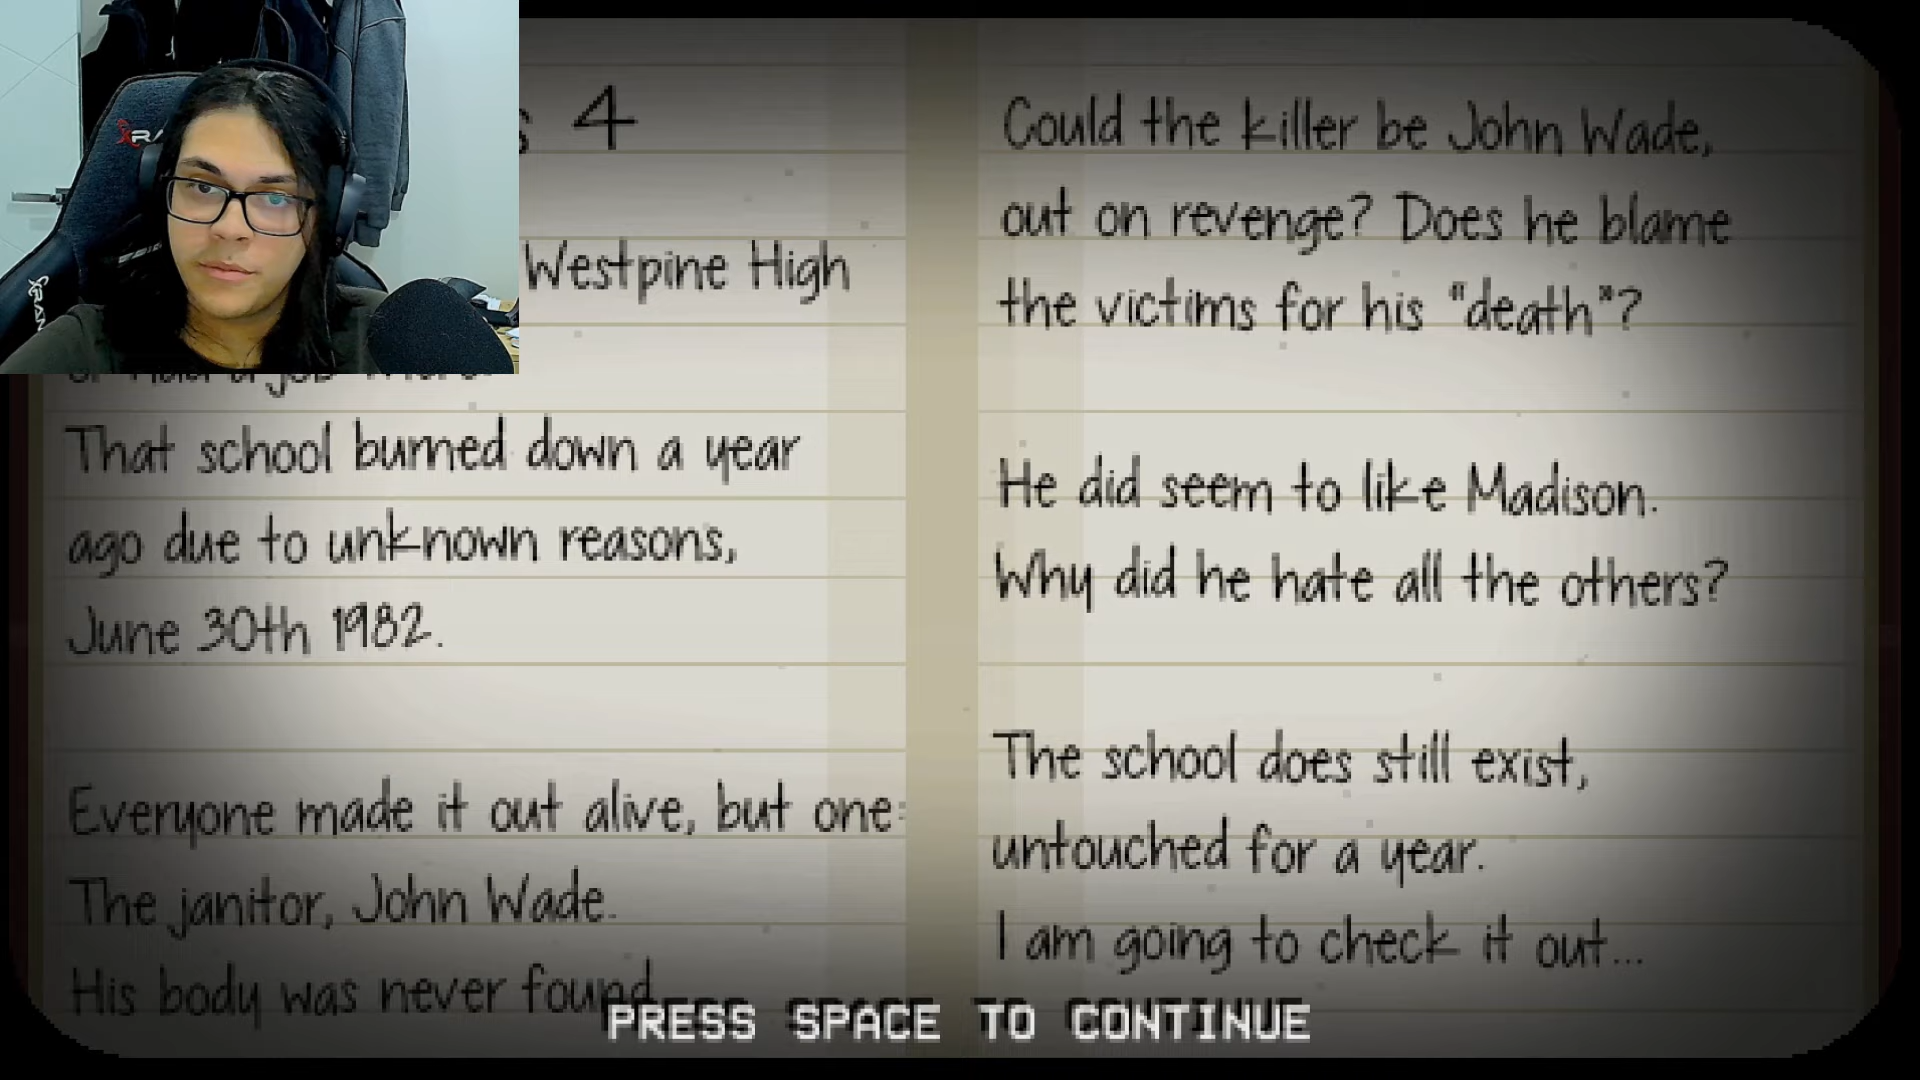 4
Westpine High
That school burned down a year
ago due to unknown reasons,
June 30th 1982.
Everyone made it out alive, but one:
The janitor, John Wade.
His body was never found
Could the killer be John Wade,
out on revenge? Does he blame
the victims for his "death"?
He did seem to like Madison.
Why did he hate all the others?
The school does still exist,
untouched for a year.
I am going to check it out...
PRESS SPACE TO CONTINUE